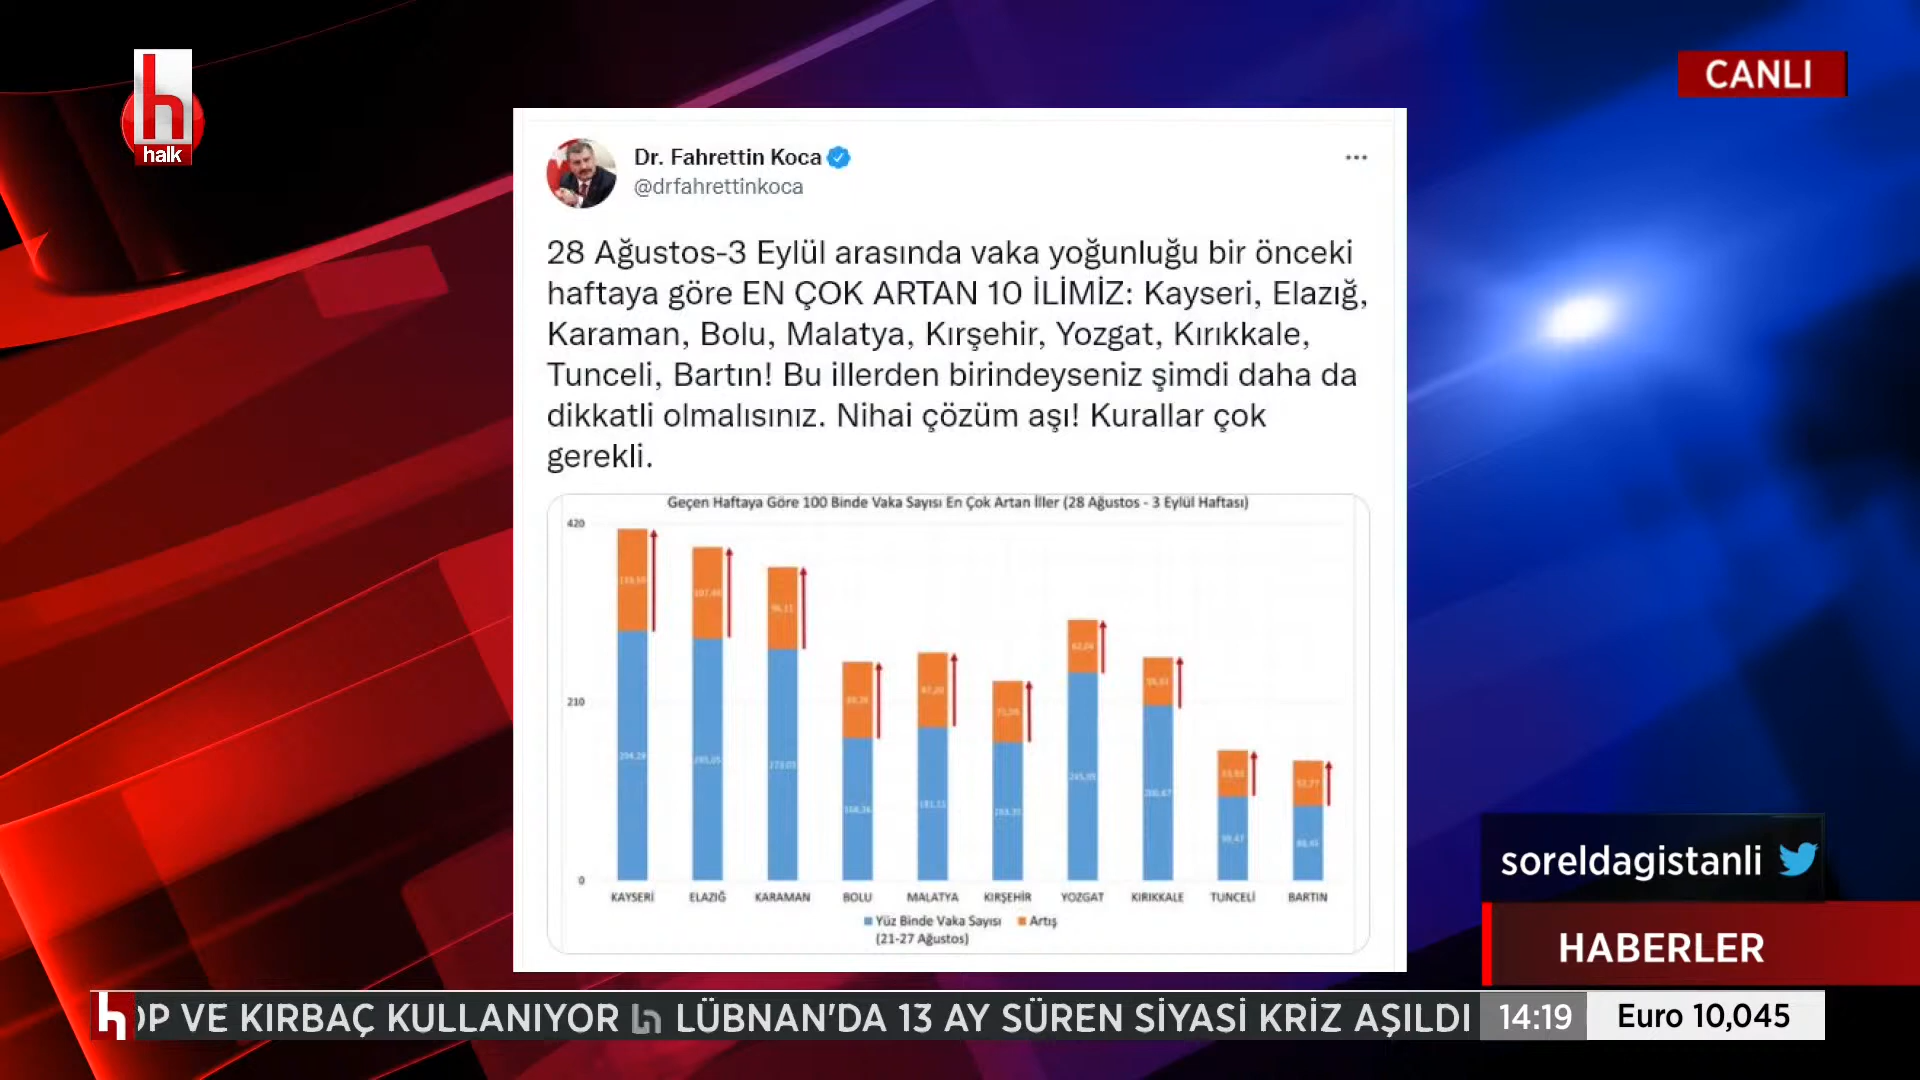 h
halk
CANLI
Dr. Fahrettin Koca
@drfahrettinkoca
28 Ağustos-3 Eylül arasında vaka yoğunluğu bir önceki
haftaya göre EN ÇOK ARTAN 10 İLİMİZ: Kayseri, Elazığ,
Karaman, Bolu, Malatya, Kırşehir, Yozgat, Kırıkkale,
Tunceli, Bartın! Bu illerden birindeyseniz şimdi daha da
dikkatli olmalısınız. Nihai çözüm aşı! Kurallar çok
gerekli.
Geçen Haftaya Göre 100 Binde Vaka Sayısı En Çok Artan İller (28 Ağustos - 3 Eylül Haftası)
420
210
0
KAYSERİ ELAZIĞ KARAMAN BOLU MALATYA KIRŞEHİR YOZGAT KIRIKKALE TUNCELİ BARTIN
Yüz Binde Vaka Sayısı Artış
(21-27 Ağustos)
soreldagistanli
HABERLER
h VE KIRBAÇ KULLANIYOR h LÜBNAN'DA 13 AY SÜREN SİYASİ KRİZ AŞILDI 14:19 Euro 10,045